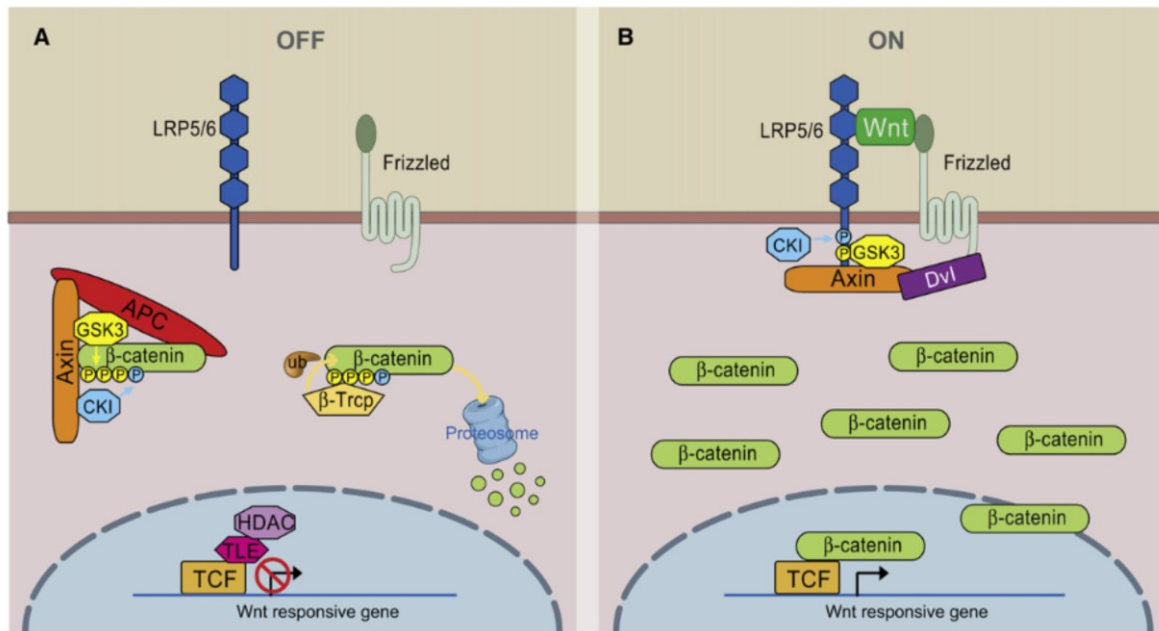 A
OFF
LRP5/6
Frizzled
APC
Axin
GSK3
β-catenin
P P P P
CKI
ub
β-catenin
P P P P
β-Trcp
Proteosome
HDAC
TLE
TCF
Wnt responsive gene
B
ON
LRP5/6
Wnt
Frizzled
CKI
P
P
GSK3
Axin
Dvl
β-catenin
β-catenin
β-catenin
β-catenin
β-catenin
β-catenin
β-catenin
TCF
Wnt responsive gene